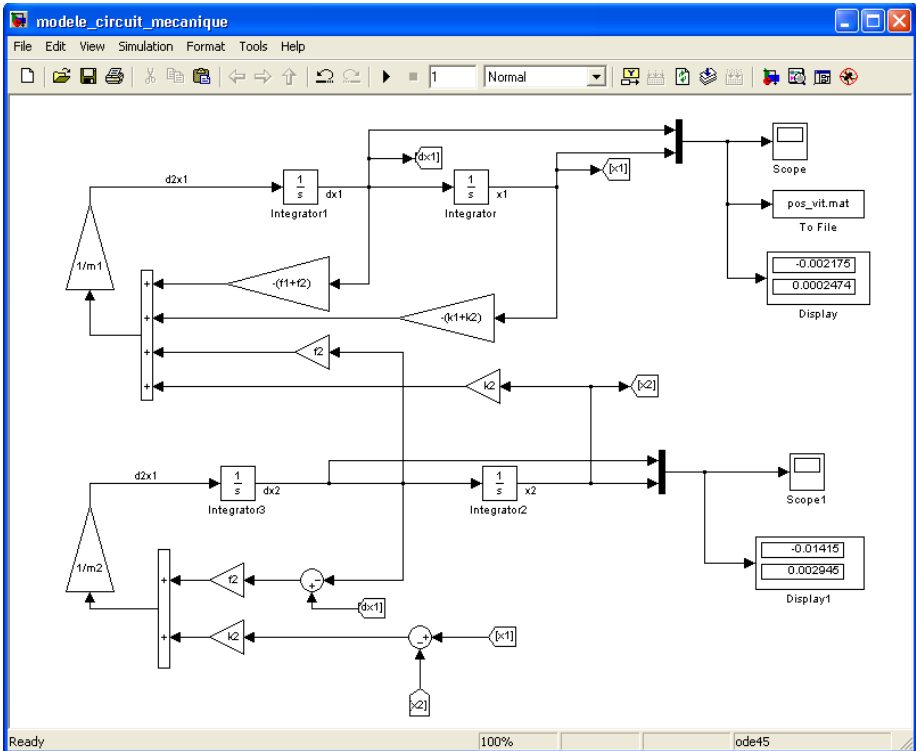 modele_circuit_mecanique
File Edit View Simulation Format Tools Help
1 Normal
[dx1]
Scope
d2x1
1
s
dx1
Integrator1
1
s
x1
Integrator
[x1]
pos_vit.mat
To File
1/m1
-(f1+f2)
-0.002175
0.0002474
Display
+
+
+
+
-(k1+k2)
f2
k2
[x2]
d2x1
1
s
dx2
Integrator3
1
s
x2
Integrator2
Scope1
1/m2
-0.01415
0.002945
Display1
+
+
f2
-
+
[dx1]
k2
-
+
[x1]
[x2]
Ready 100% ode45